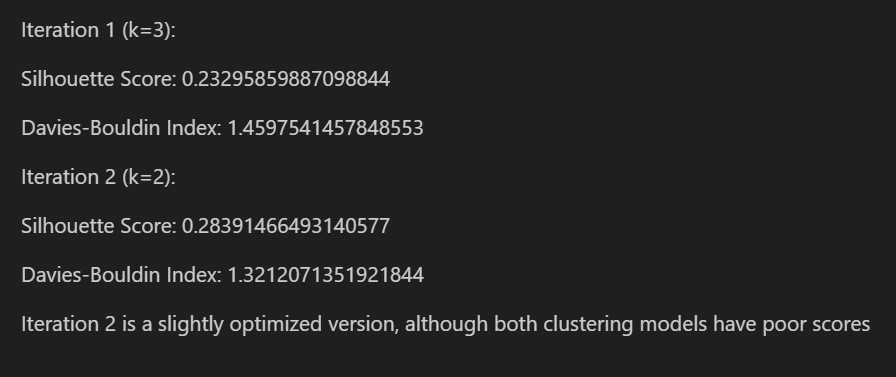 Iteration 1 (k=3):
Silhouette Score: 0.23295859887098844
Davies-Bouldin Index: 1.4597541457848553
Iteration 2 (k=2):
Silhouette Score: 0.28391466493140577
Davies-Bouldin Index: 1.3212071351921844
Iteration 2 is a slightly optimized version, although both clustering models have poor scores